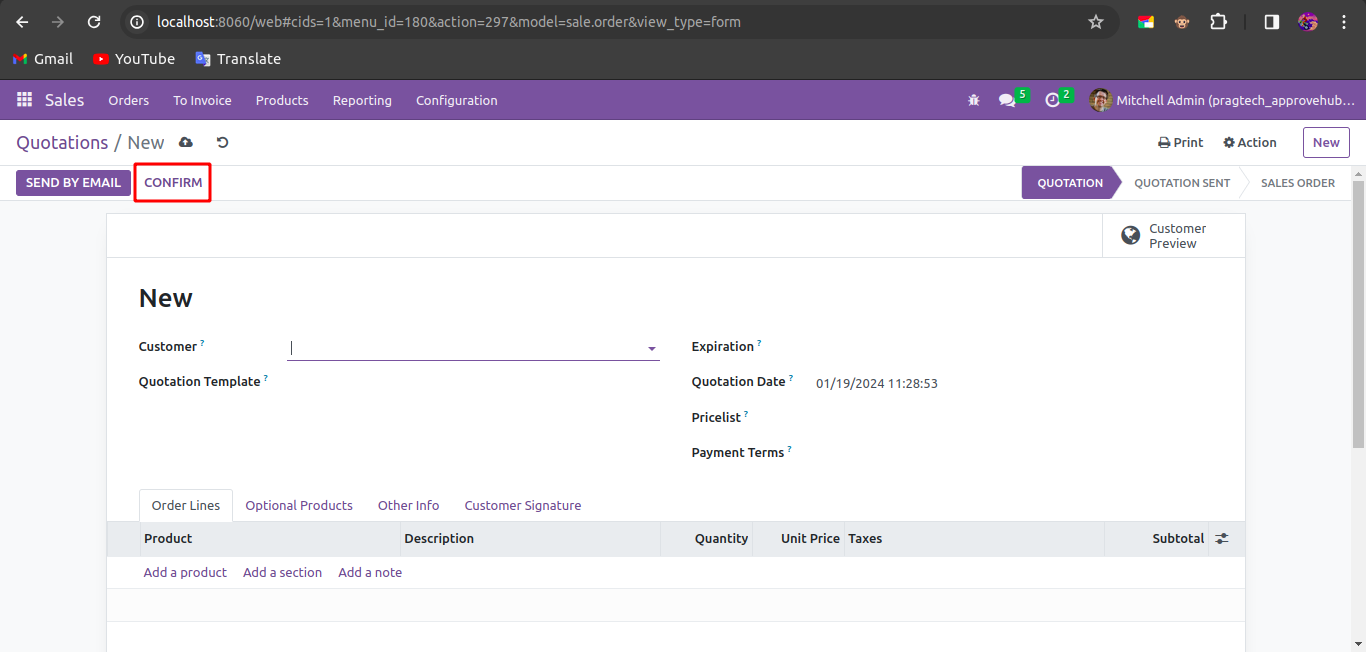 localhost:8060/web#cids=1&menu_id=180&action=297&model=sale.order&view_type=form
Gmail YouTube Translate
Sales Orders To Invoice Products Reporting Configuration 5 2 Mitchell Admin (pragtech_approvehub...
Quotations / New Print Action New
SEND BY EMAIL CONFIRM QUOTATION QUOTATION SENT SALES ORDER
Customer
Preview
New
Customer ? Expiration ?
Quotation Template ? Quotation Date ? 01/19/2024 11:28:53
Pricelist ?
Payment Terms ?
Order Lines Optional Products Other Info Customer Signature
Product Description Quantity Unit Price Taxes Subtotal
Add a product Add a section Add a note